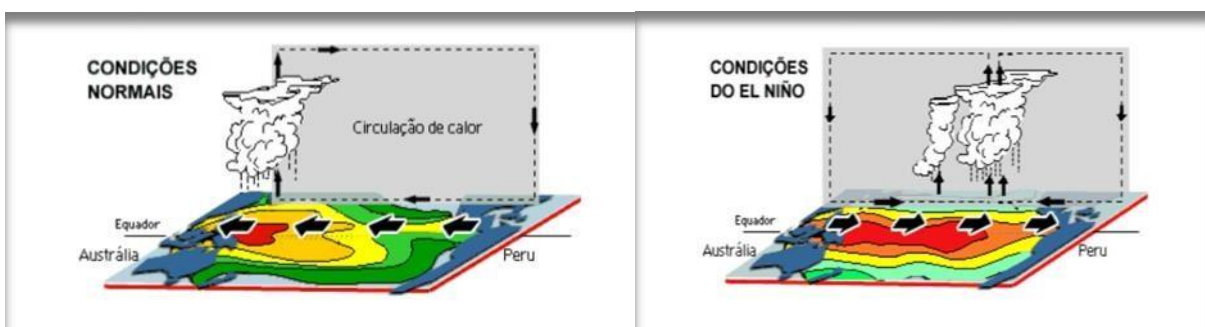 CONDIÇÕES
NORMAIS
Circulação de calor
Equador
Austrália
Peru
CONDIÇÕES
DO EL NIÑO
Equador
Austrália
Peru